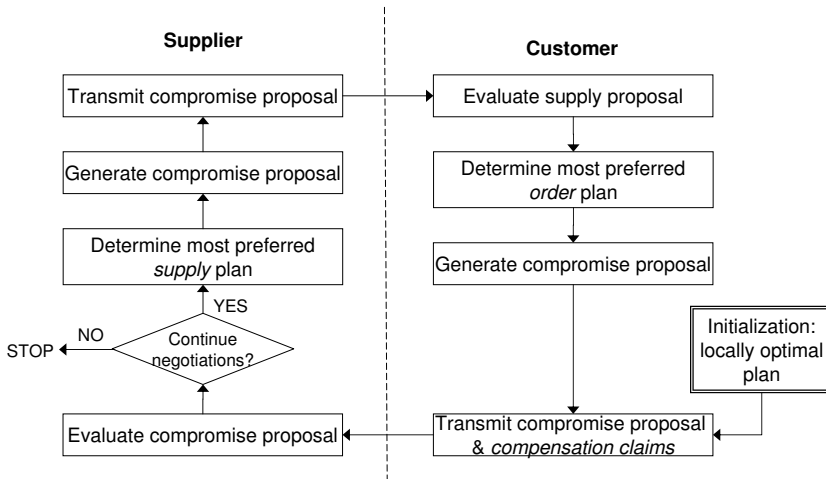 Supplier
Customer
Transmit compromise proposal
Evaluate supply proposal
Generate compromise proposal
Determine most preferred
order plan
Determine most preferred
supply plan
Generate compromise proposal
YES
NO
STOP
Continue
negotiations?
Initialization:
locally optimal
plan
Evaluate compromise proposal
Transmit compromise proposal
& compensation claims